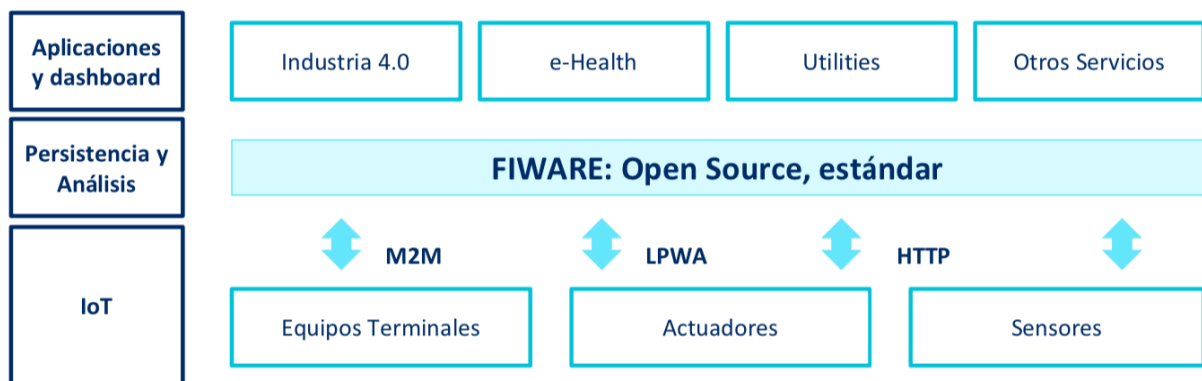 Aplicaciones
y dashboard
Industria 4.0
e-Health
Utilities
Otros Servicios
Persistencia y
Análisis
FIWARE: Open Source, estándar
IoT
M2M
LPWA
HTTP
Equipos Terminales
Actuadores
Sensores